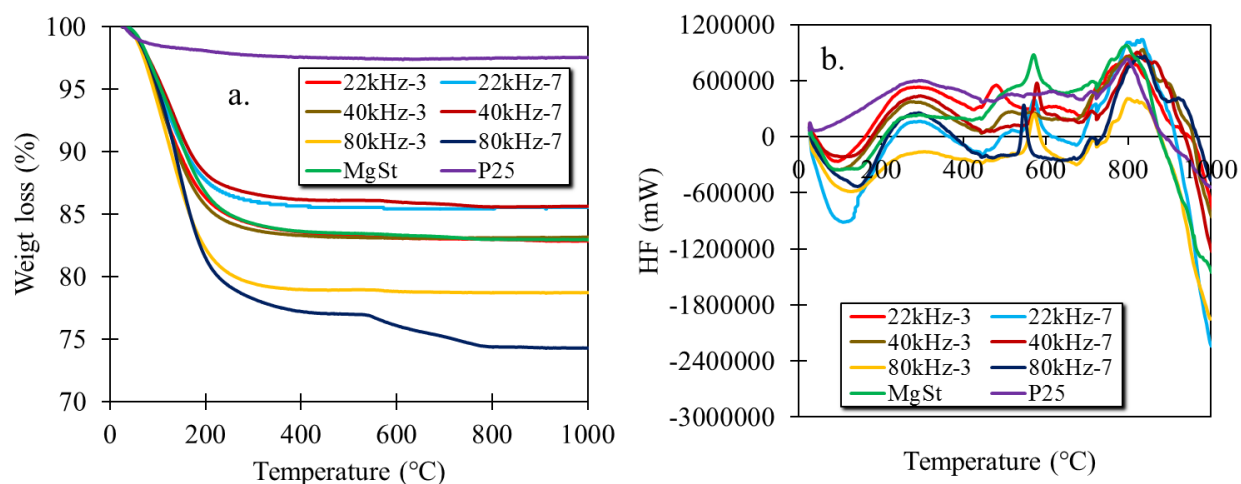 a.
100
95
90
85
80
75
70
Weigt loss (%)
22kHz-3 22kHz-7
40kHz-3 40kHz-7
80kHz-3 80kHz-7
MgSt P25
0 200 400 600 800 1000
Temperature (°C)
b.
1200000
600000
0
-600000
-1200000
-1800000
-2400000
-3000000
HF (mW)
0 200 400 600 800 1000
22kHz-3 22kHz-7
40kHz-3 40kHz-7
80kHz-3 80kHz-7
MgSt P25
Temperature (°C)